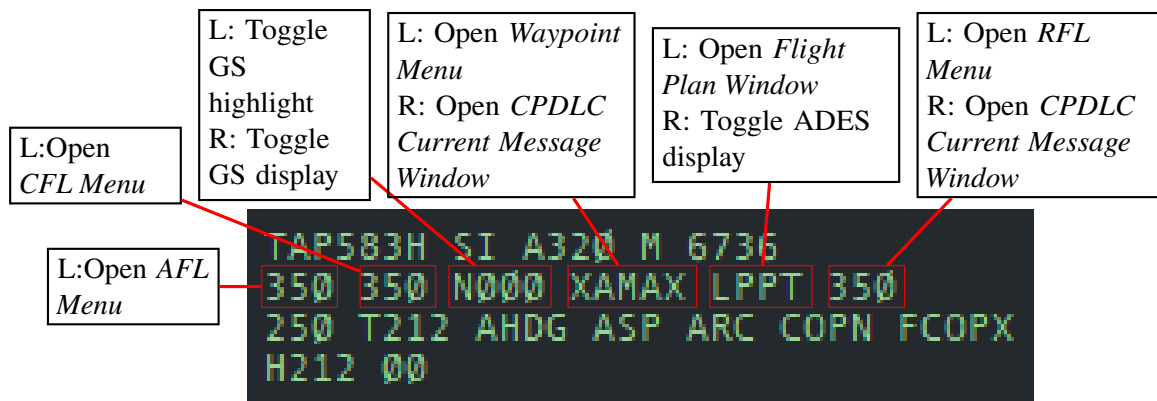 L: Toggle
GS
highlight
R: Toggle
GS display
L: Open Waypoint
Menu
R: Open CPDLC
Current Message
Window
L: Open Flight
Plan Window
R: Toggle ADES
display
L: Open RFL
Menu
R: Open CPDLC
Current Message
Window
L:Open
CFL Menu
L:Open AFL
Menu
TAP583H SI A320 M 6736
350 350 N000 XAMAX LPPT 350
250 T212 AHDG ASP ARC COPN FCOPX
H212 00